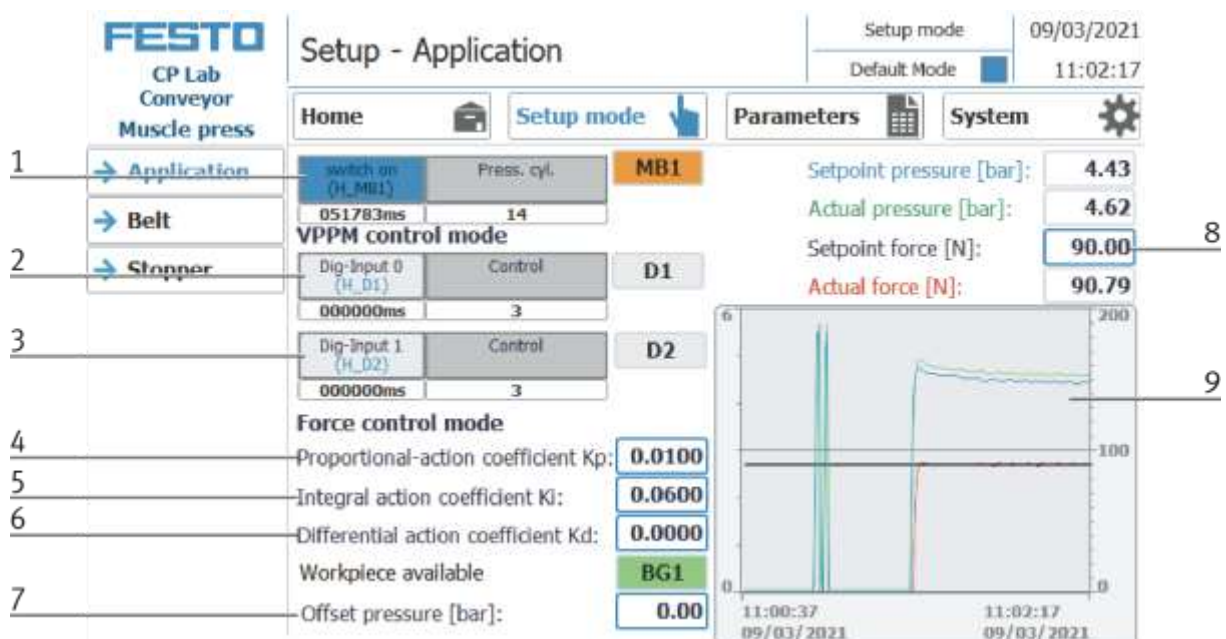 FESTO
CP Lab
Conveyor
Muscle press
Setup - Application
Setup mode
Default Mode
09/03/2021
11:02:17
Home
Setup mode
Parameters
System
1
Application
Belt
Stopper
switch on
(H_MB1)
Press. cyl.
MB1
051783ms
14
VPPM control mode
2
Dig-Input 0
(H_D1)
Control
D1
000000ms
3
3
Dig-Input 1
(H_D2)
Control
D2
000000ms
3
Force control mode
4
Proportional-action coefficient Kp:
0.0100
5
Integral action coefficient Ki:
0.0600
6
Differential action coefficient Kd:
0.0000
Workpiece available
BG1
7
Offset pressure [bar]:
0.00
Setpoint pressure [bar]:
4.43
Actual pressure [bar]:
4.62
Setpoint force [N]:
90.00
8
Actual force [N]:
90.79
6
200
9
100
0
0
11:00:37
09/03/2021
11:02:17
09/03/2021